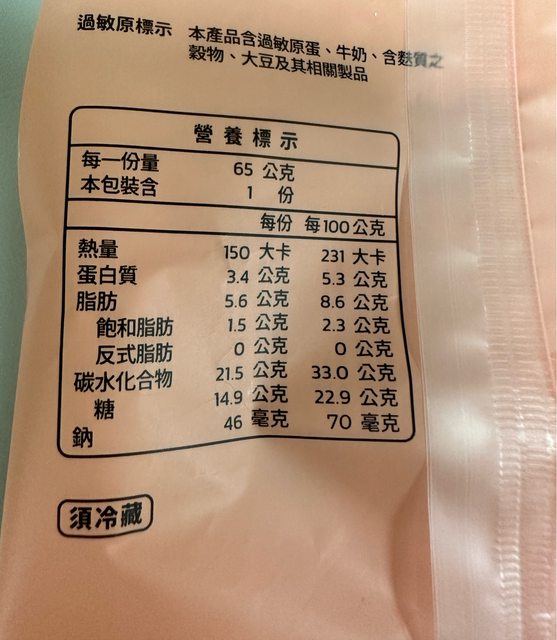 過敏原標示 本產品含過敏原蛋、牛奶、含麩質之
穀物、大豆及其相關製品
營養標示
每一份量 65 公克
本包裝含 1 份
每份 每100公克
熱量 150 大卡 231 大卡
蛋白質 3.4 公克 5.3 公克
脂肪 5.6 公克 8.6 公克
飽和脂肪 1.5 公克 2.3 公克
反式脂肪 0 公克 0 公克
碳水化合物 21.5 公克 33.0 公克
糖 14.9 公克 22.9 公克
鈉 46 毫克 70 毫克
須冷藏